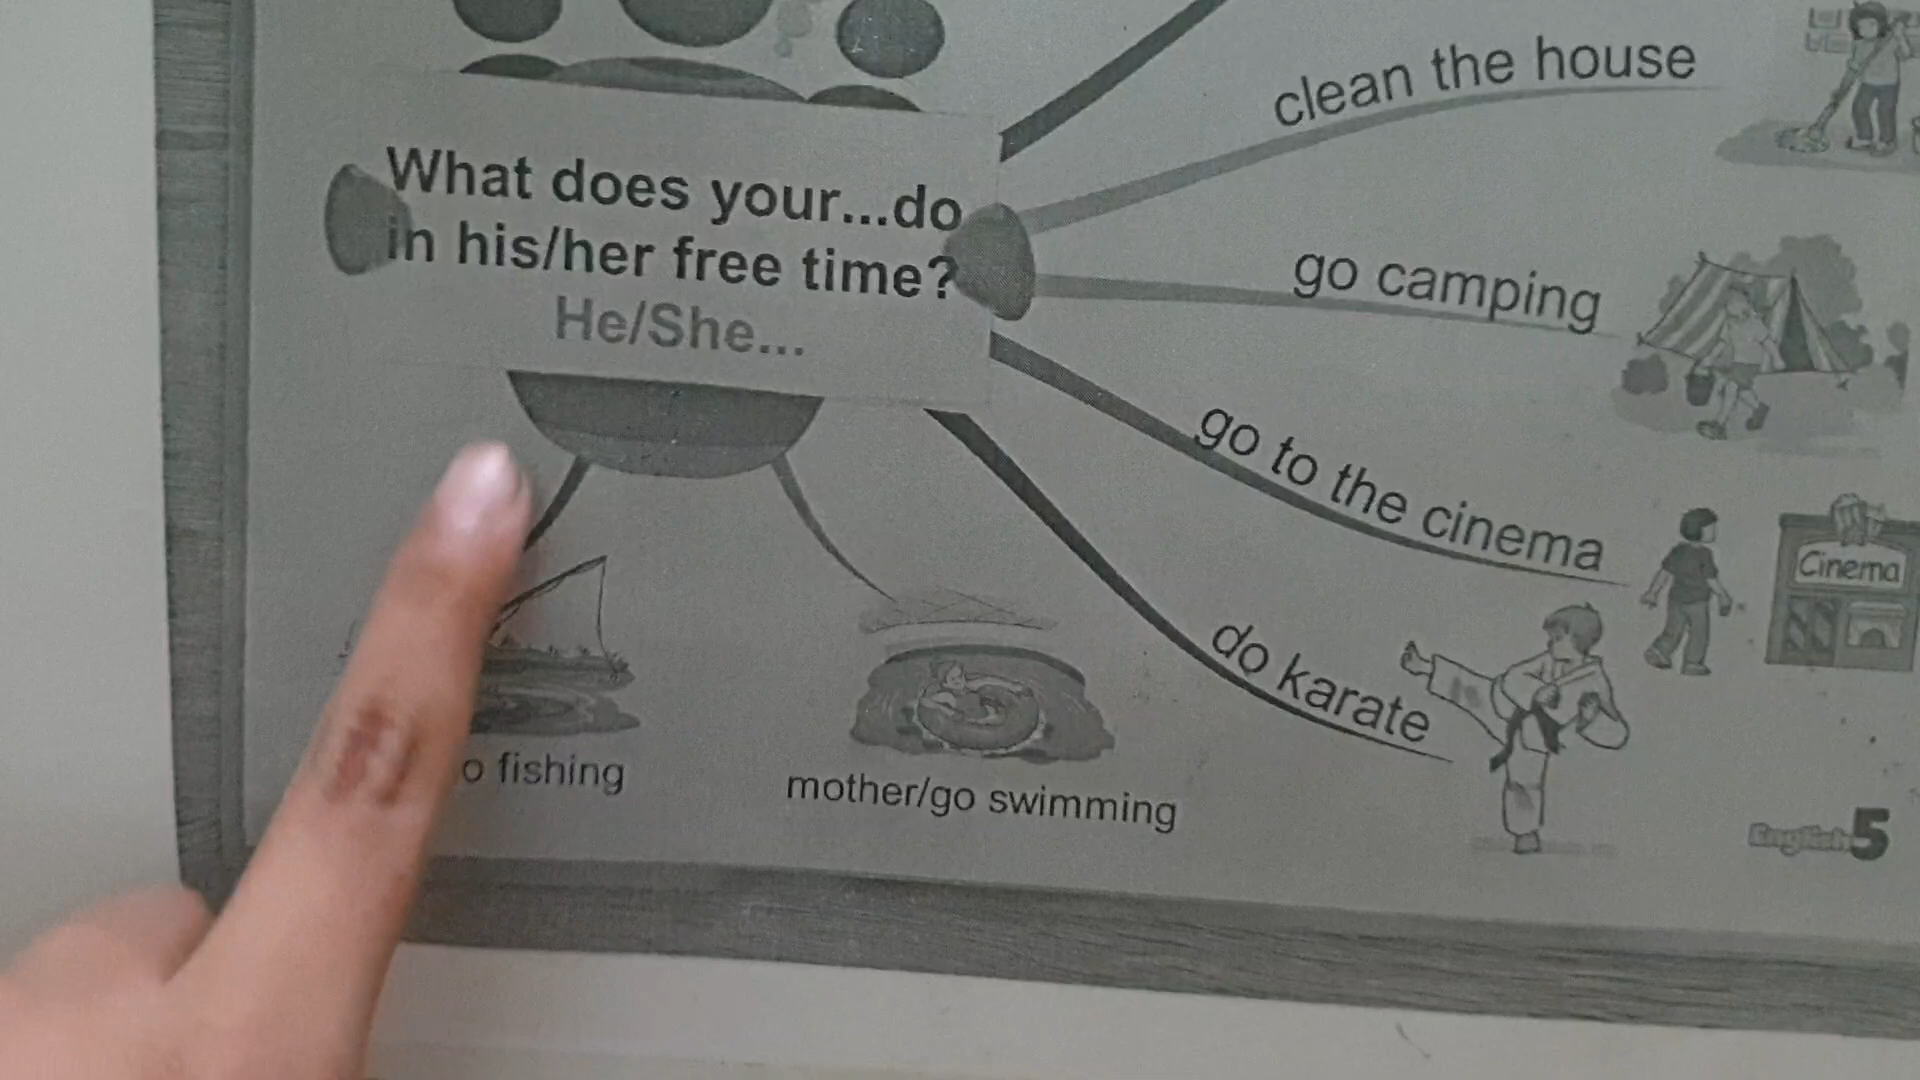 clean the house
What does your...do
in his/her free time?
He/She...
go camping
go to the cinema
Cinema
do karate
fishing
mother/go swimming
English 5